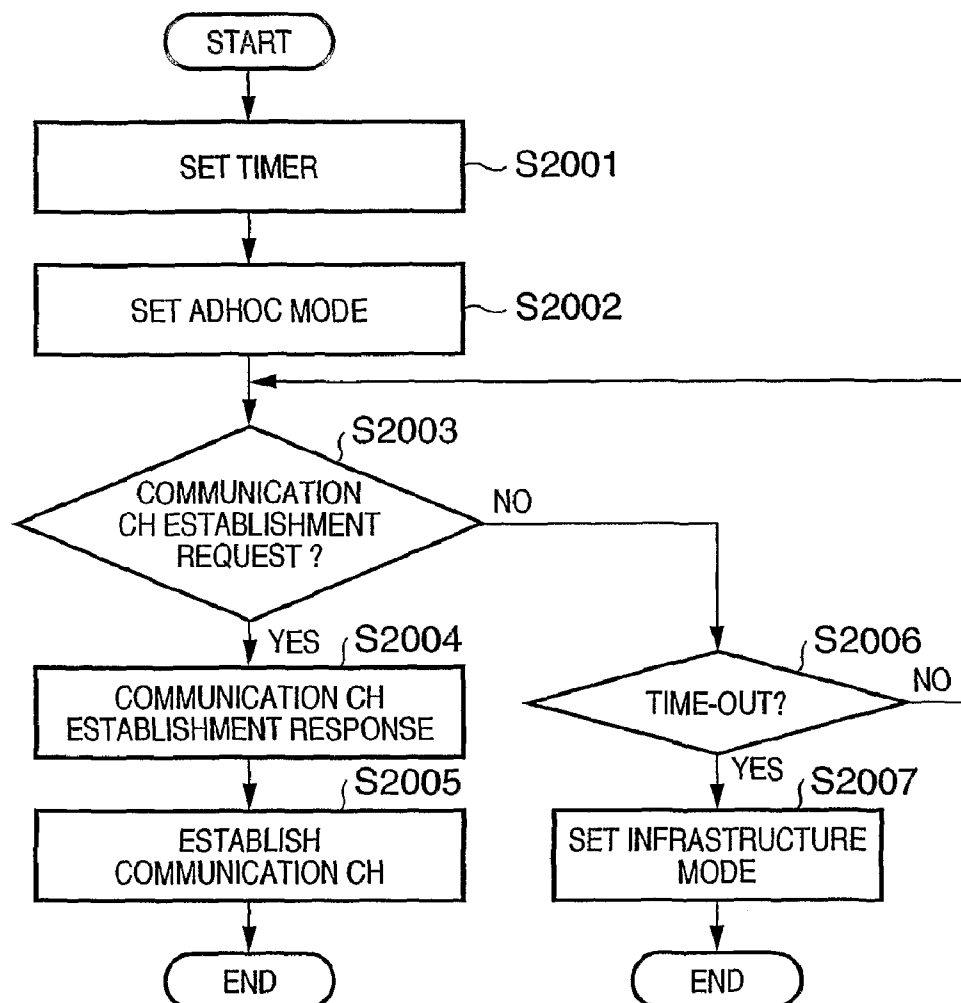 START
SET TIMER
S2001
SET ADHOC MODE
S2002
S2003
COMMUNICATION
CH ESTABLISHMENT
REQUEST ?
NO
YES
S2004
COMMUNICATION CH
ESTABLISHMENT RESPONSE
S2005
ESTABLISH
COMMUNICATION CH
END
S2006
TIME-OUT?
NO
YES
S2007
SET INFRASTRUCTURE
MODE
END